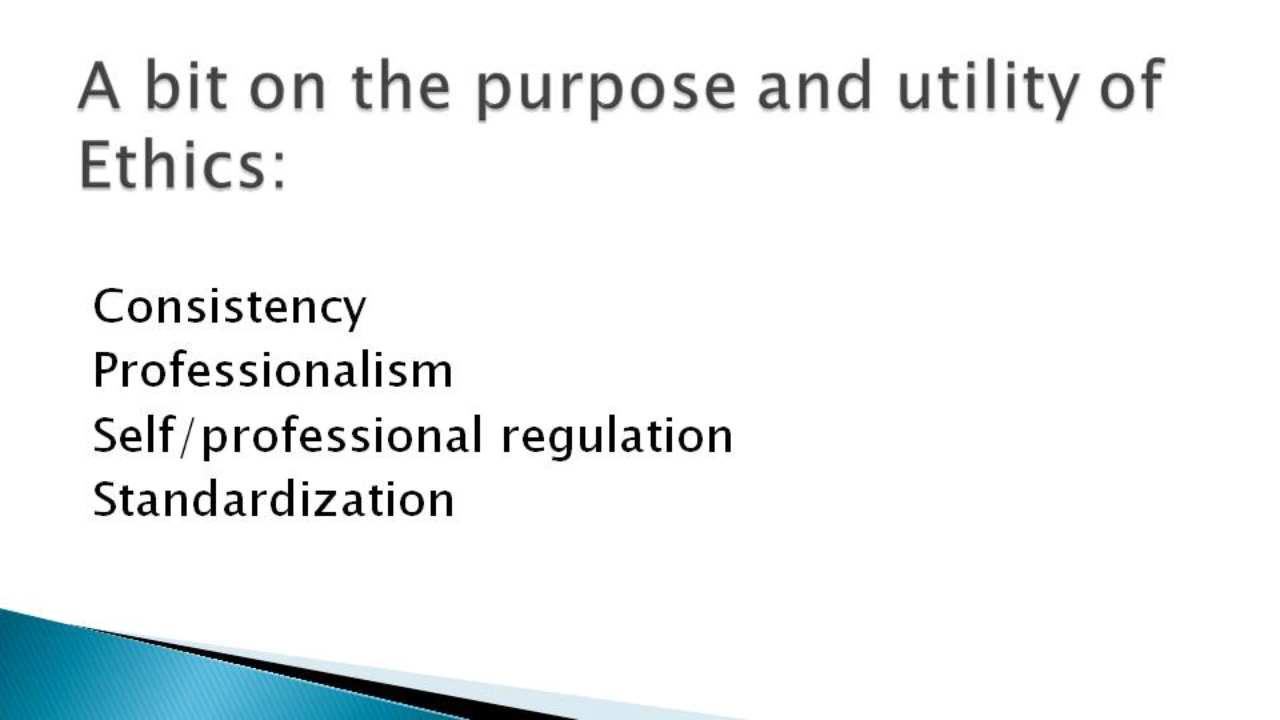 A bit on the purpose and utility of
Ethics:
Consistency
Professionalism
Self/professional regulation
Standardization